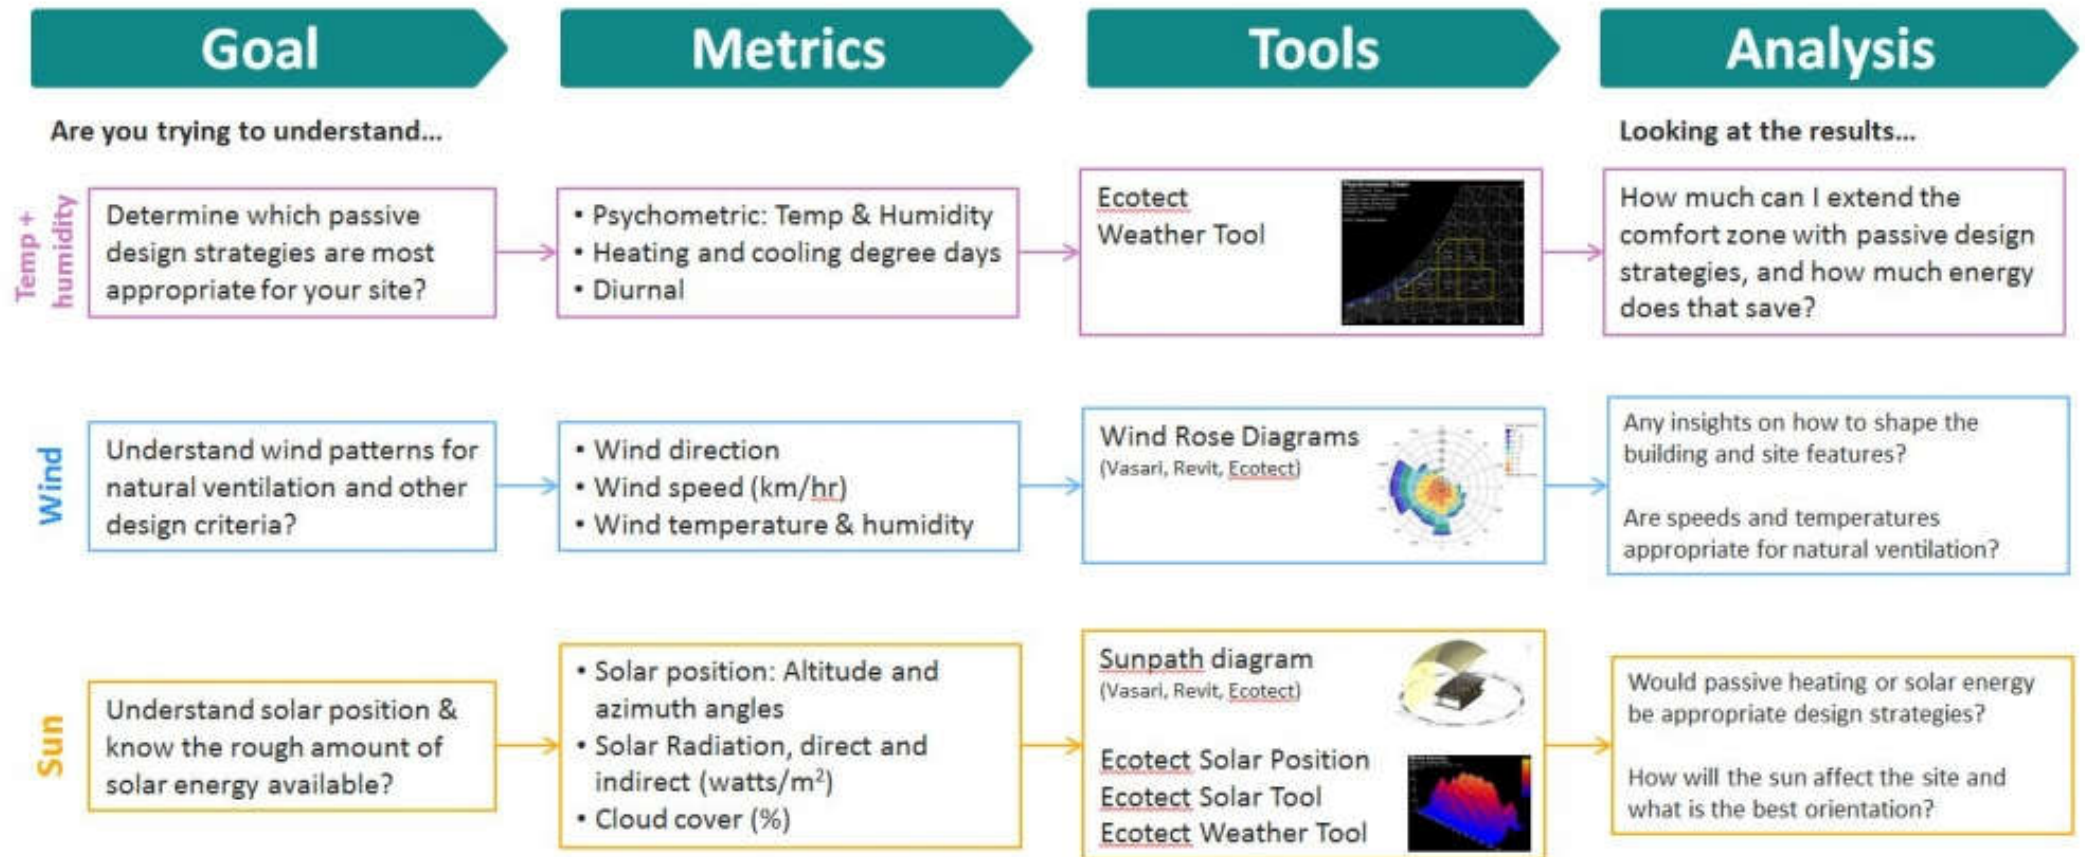 Goal
Metrics
Tools
Analysis
Are you trying to understand...
Looking at the results...
Temp +
humidity
Determine which passive
design strategies are most
appropriate for your site?
• Psychometric: Temp & Humidity
• Heating and cooling degree days
• Diurnal
Ecotect
Weather Tool
How much can I extend the
comfort zone with passive design
strategies, and how much energy
does that save?
Wind
Understand wind patterns for
natural ventilation and other
design criteria?
• Wind direction
• Wind speed (km/hr)
• Wind temperature & humidity
Wind Rose Diagrams
(Vasari, Revit, Ecotect)
Any insights on how to shape the
building and site features?
Are speeds and temperatures
appropriate for natural ventilation?
Sun
Understand solar position &
know the rough amount of
solar energy available?
• Solar position: Altitude and
azimuth angles
• Solar Radiation, direct and
indirect (watts/m²)
• Cloud cover (%)
Sunpath diagram
(Vasari, Revit, Ecotect)
Ecotect Solar Position
Ecotect Solar Tool
Ecotect Weather Tool
Would passive heating or solar energy
be appropriate design strategies?
How will the sun affect the site and
what is the best orientation?